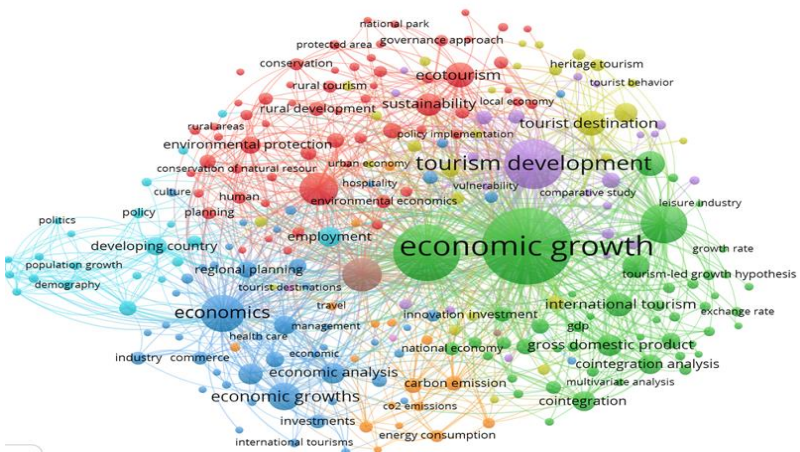 national park
protected area
governance approach
conservation
heritage tourism
ecotourism
tourist behavior
rural tourism
sustainability
local economy
rural development
tourist destination
rural areas
policy implementation
environmental protection
urban economy
tourism development
conservation of natural resour
hospitality
vulnerability
culture
human
comparative study
environmental economics
leisure industry
policy
planning
politics
employment
developing country
economic growth
growth rate
population growth
regional planning
tourism-led growth hypothesis
demography
tourist destinations
travel
international tourism
economics
innovation
investment
exchange rate
management
gdp
health care
national economy
gross domestic product
industry
commerce
economic
cointegration analysis
economic analysis
carbon emission
multivariate analysis
economic growths
co2 emissions
cointegration
investments
energy consumption
international tourisms